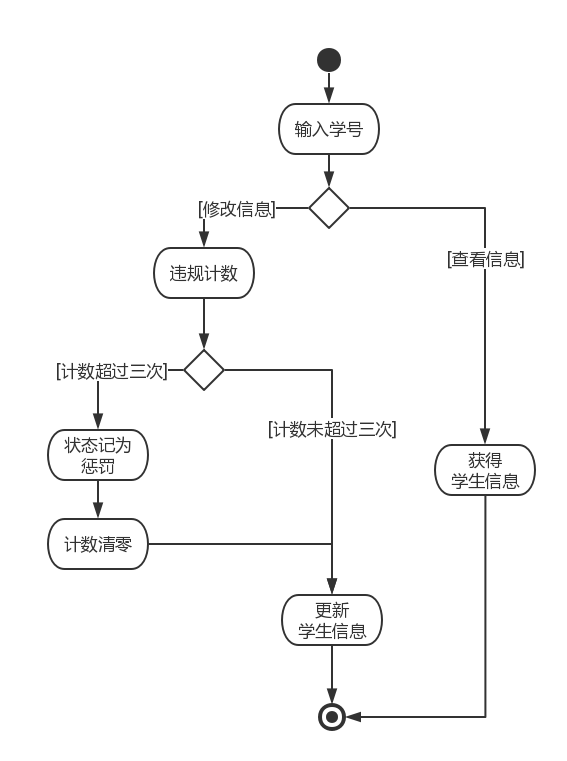 输入学号
[修改信息]
[查看信息]
违规计数
[计数超过三次]
[计数未超过三次]
状态记为
惩罚
获得
学生信息
计数清零
更新
学生信息